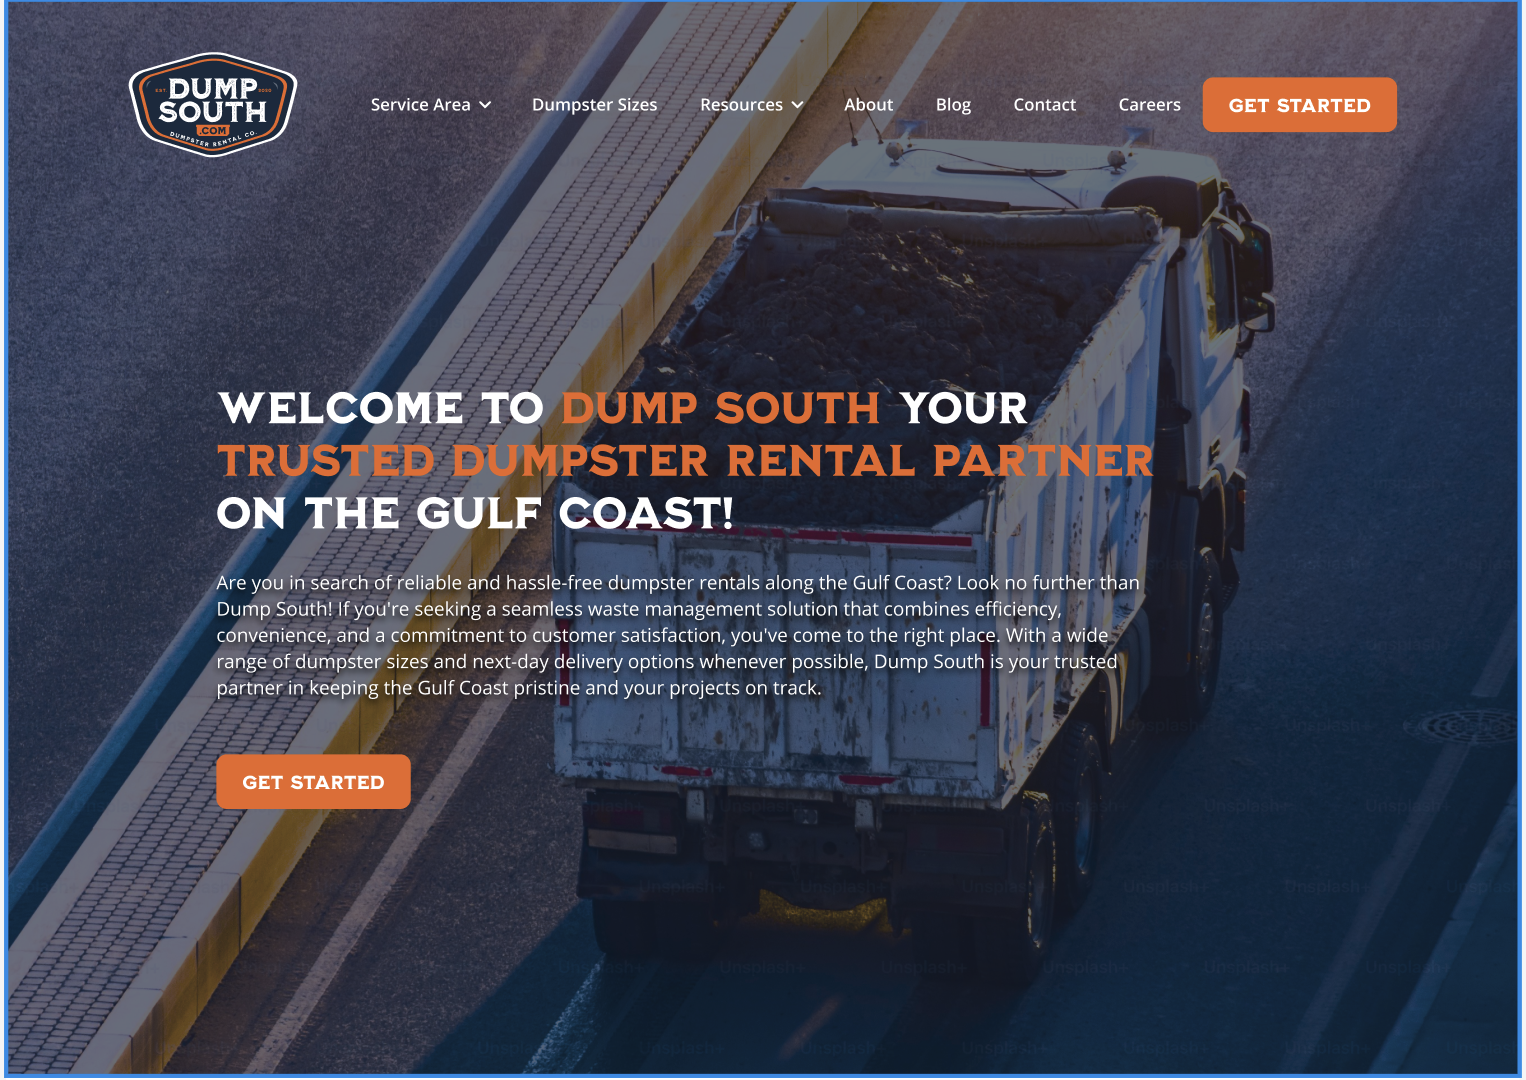 EST.
DUMP
SOUTH
.COM
DUMPSTER RENTAL CO.
Service Area
Dumpster Sizes
Resources
About
Blog
Contact
Careers
GET STARTED
WELCOME TO DUMP SOUTH YOUR
TRUSTED DUMPSTER RENTAL PARTNER
ON THE GULF COAST!
Are you in search of reliable and hassle-free dumpster rentals along the Gulf Coast? Look no further than
Dump South! If you're seeking a seamless waste management solution that combines efficiency,
convenience, and a commitment to customer satisfaction, you've come to the right place. With a wide
range of dumpster sizes and next-day delivery options whenever possible, Dump South is your trusted
partner in keeping the Gulf Coast pristine and your projects on track.
GET STARTED
Unsplash+